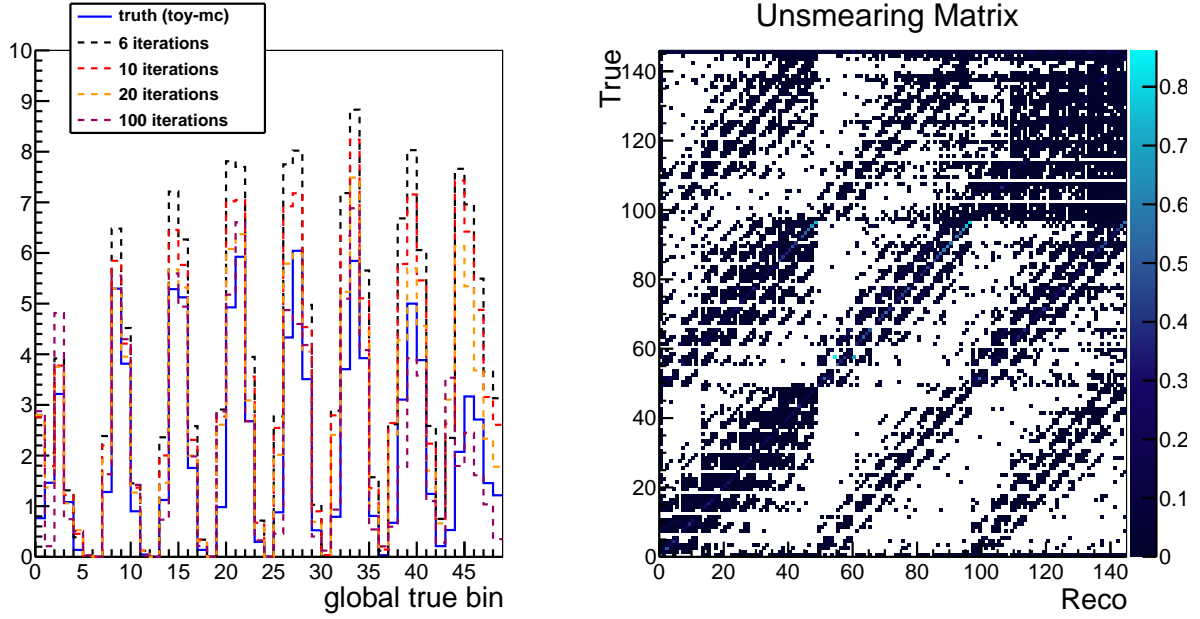 truth (toy-mc)
6 iterations
10 iterations
20 iterations
100 iterations
10
9
8
7
6
5
4
3
2
1
0
0 5 10 15 20 25 30 35 40 45
global true bin
Unsmearing Matrix
True
140
120
100
80
60
40
20
0
0 20 40 60 80 100 120 140
Reco
0.8
0.7
0.6
0.5
0.4
0.3
0.2
0.1
0